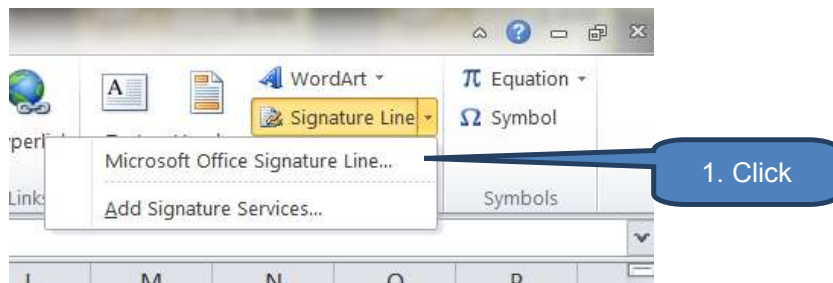 WordArt
π Equation
Signature Line
Ω Symbol
Microsoft Office Signature Line...
Add Signature Services...
Links
Symbols
1. Click
M
N